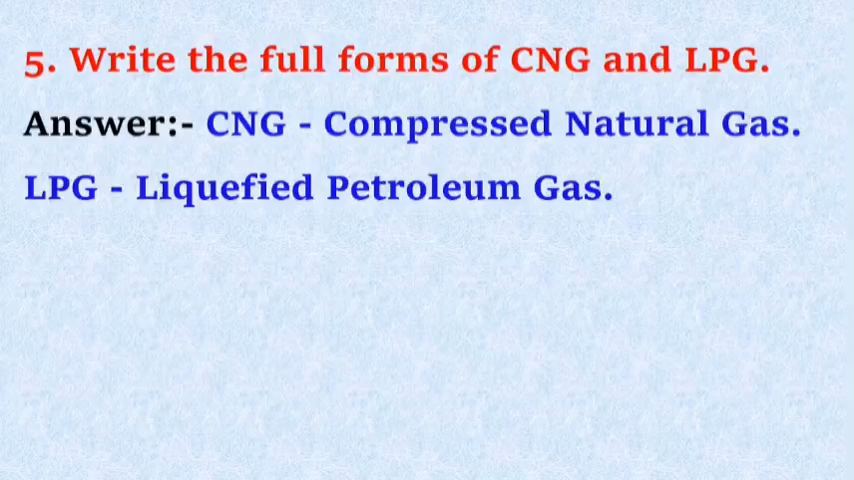 5. Write the full forms of CNG and LPG.
Answer:- CNG - Compressed Natural Gas.
LPG - Liquefied Petroleum Gas.